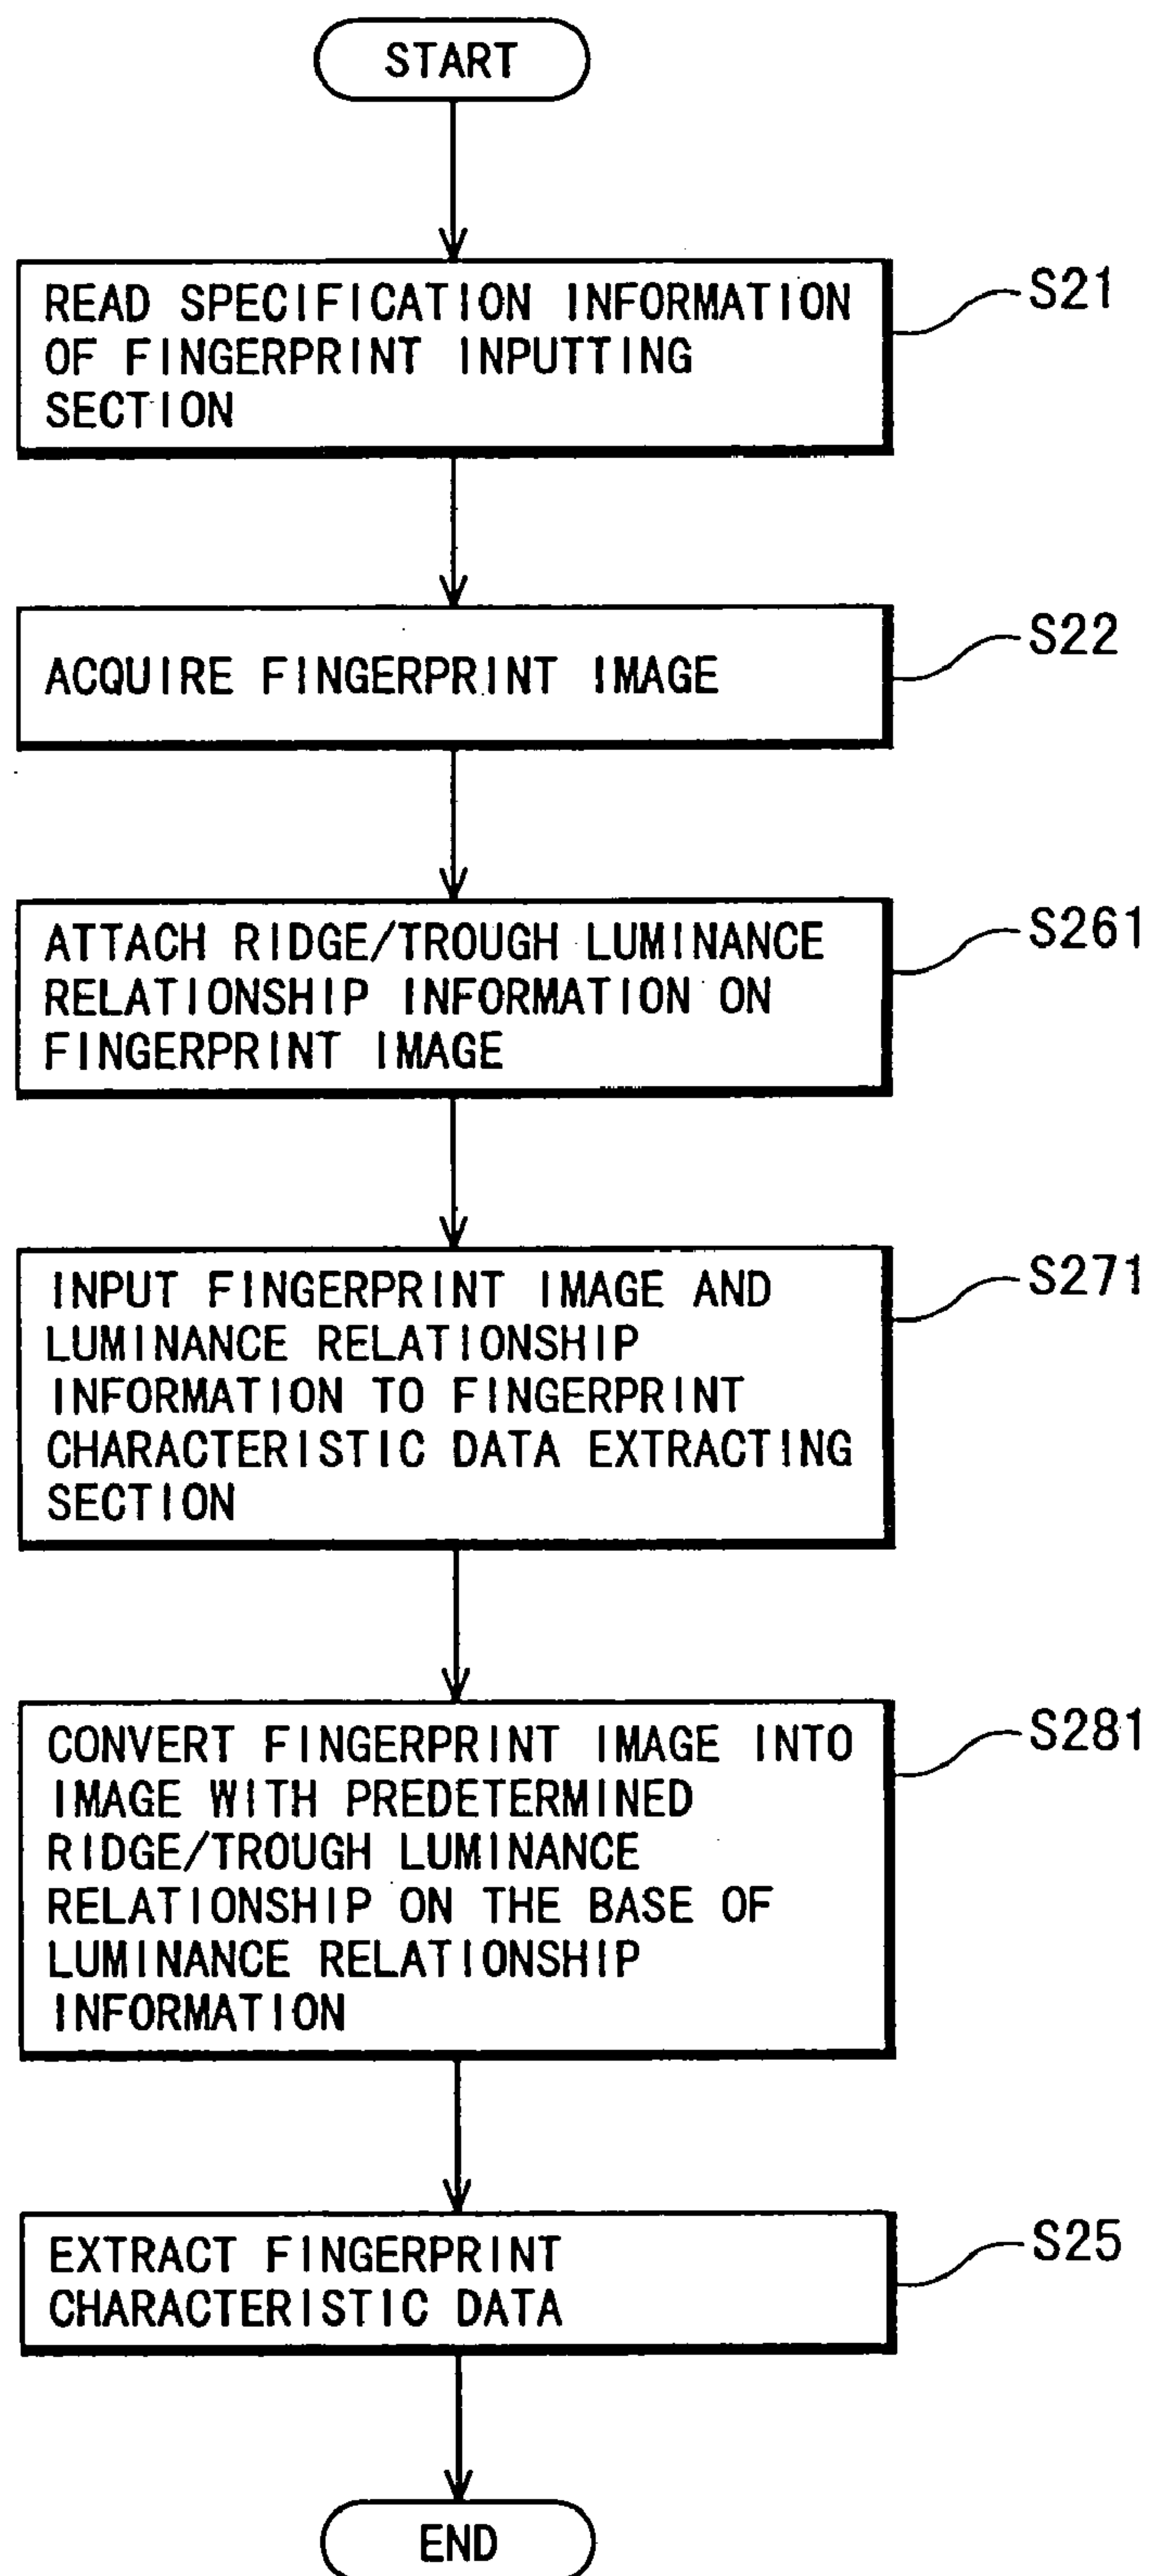 START
READ SPECIFICATION INFORMATION
OF FINGERPRINT INPUTTING
SECTION
S21
ACQUIRE FINGERPRINT IMAGE
S22
ATTACH RIDGE/TROUGH LUMINANCE
RELATIONSHIP INFORMATION ON
FINGERPRINT IMAGE
S261
INPUT FINGERPRINT IMAGE AND
LUMINANCE RELATIONSHIP
INFORMATION TO FINGERPRINT
CHARACTERISTIC DATA EXTRACTING
SECTION
S271
CONVERT FINGERPRINT IMAGE INTO
IMAGE WITH PREDETERMINED
RIDGE/TROUGH LUMINANCE
RELATIONSHIP ON THE BASE OF
LUMINANCE RELATIONSHIP
INFORMATION
S281
EXTRACT FINGERPRINT
CHARACTERISTIC DATA
S25
END